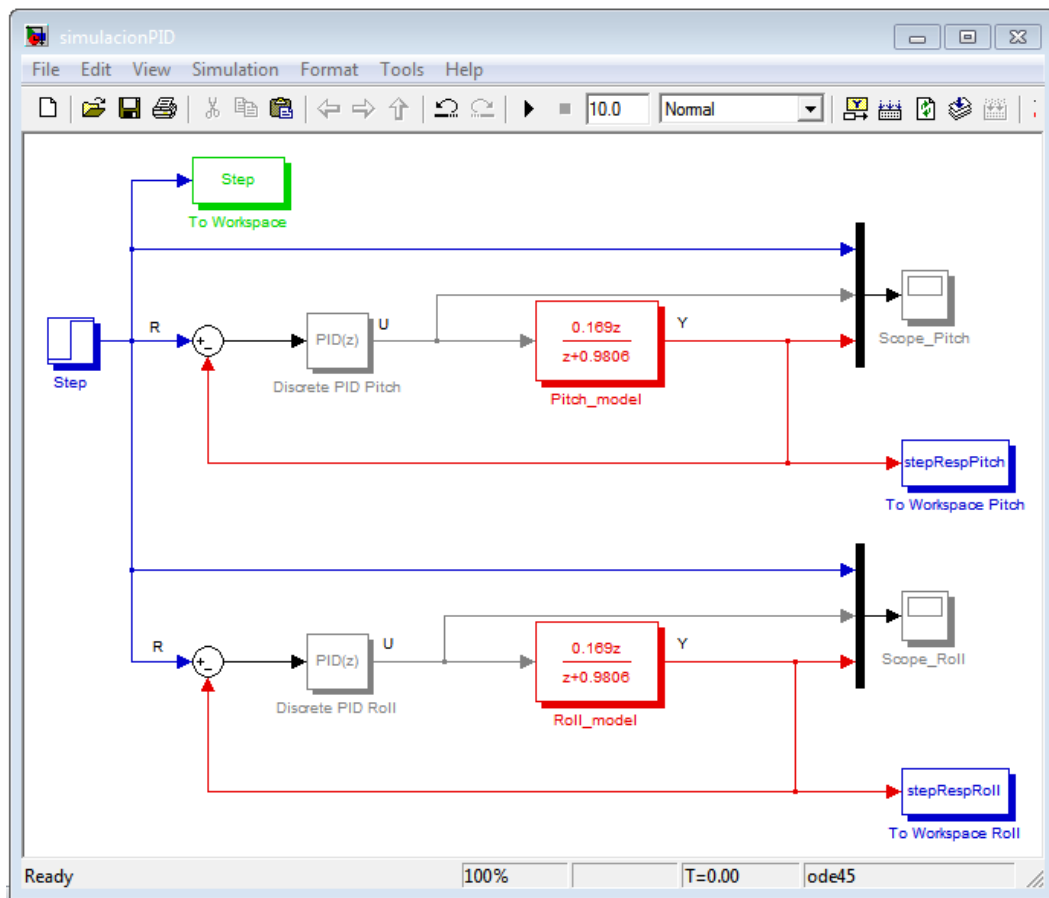 simulacionPID
File Edit View Simulation Format Tools Help
10.0 Normal
Step
To Workspace
R
U
Y
+
-
PID(z)
0.169z
z+0.9806
Step
Discrete PID Pitch
Pitch_model
Scope_Pitch
stepRespPitch
To Workspace Pitch
R
U
Y
+
-
PID(z)
0.169z
z+0.9806
Discrete PID Roll
Roll_model
Scope_Roll
stepRespRoll
To Workspace Roll
Ready 100% T=0.00 ode45